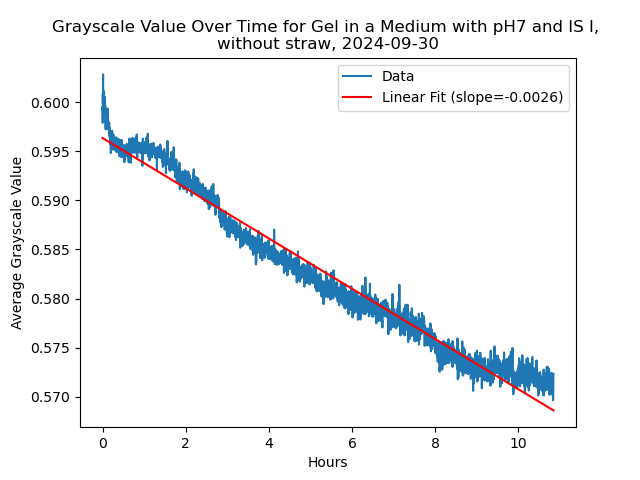 Grayscale Value Over Time for Gel in a Medium with pH7 and IS I,
without straw, 2024-09-30
Data
Linear Fit (slope=-0.0026)
0.600
0.595
0.590
0.585
0.580
0.575
0.570
Average Grayscale Value
0
2
4
6
8
10
Hours